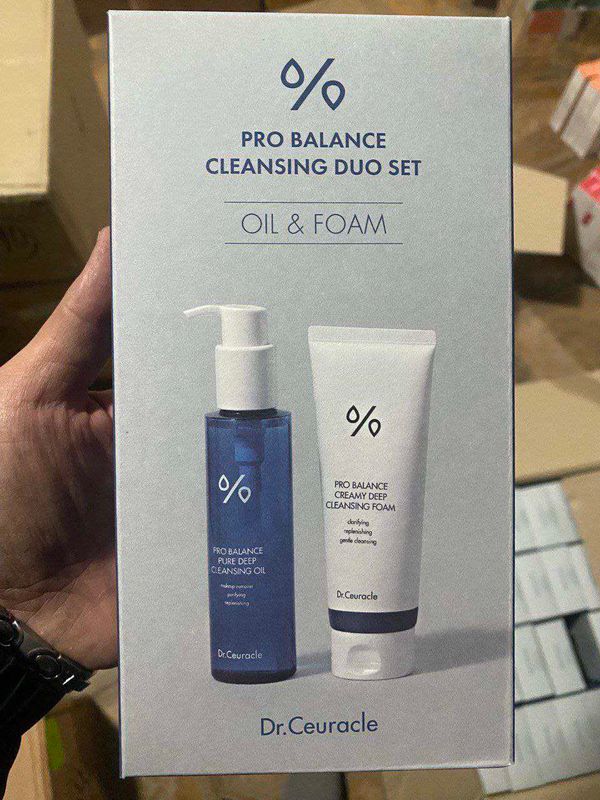 %
PRO BALANCE
CLEANSING DUO SET
OIL & FOAM
%
PRO BALANCE
PURE DEEP
CLEANSING OIL
makeup remover
purifying
replenishing
Dr.Ceuracle
%
PRO BALANCE
CREAMY DEEP
CLEANSING FOAM
clarifying
replenishing
gentle cleansing
Dr.Ceuracle
Dr.Ceuracle